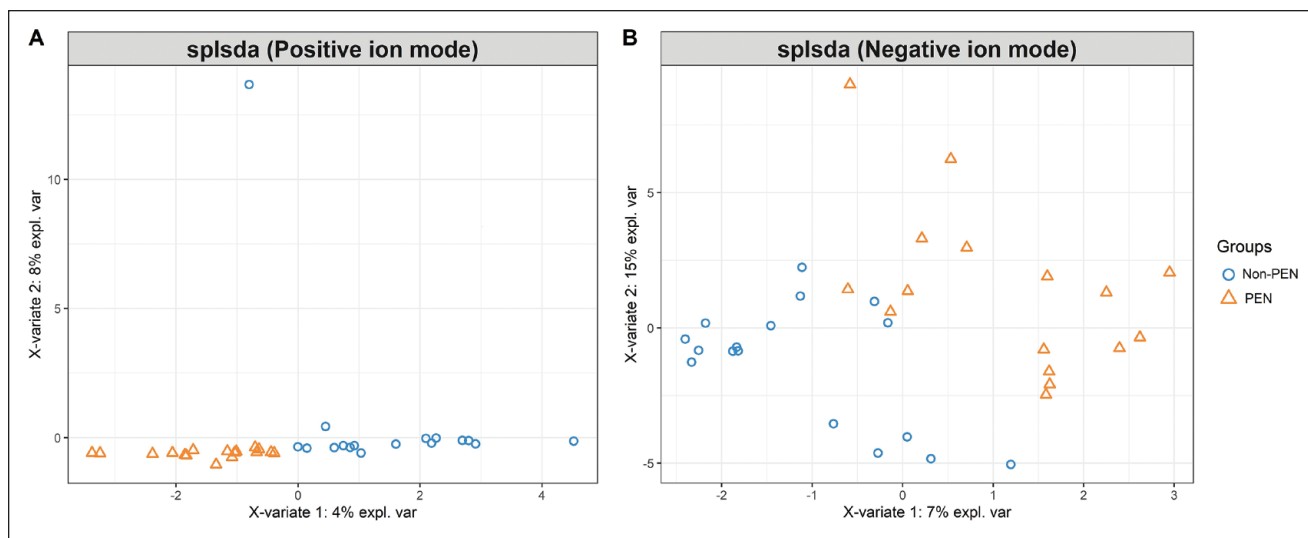 A
splsda (Positive ion mode)
X-variate 2: 8% expl. var
10
5
0
-2
0
2
4
X-variate 1: 4% expl. var
B
splsda (Negative ion mode)
X-variate 2: 15% expl. var
5
0
-5
-2
-1
0
1
2
3
X-variate 1: 7% expl. var
Groups
Non-PEN
PEN